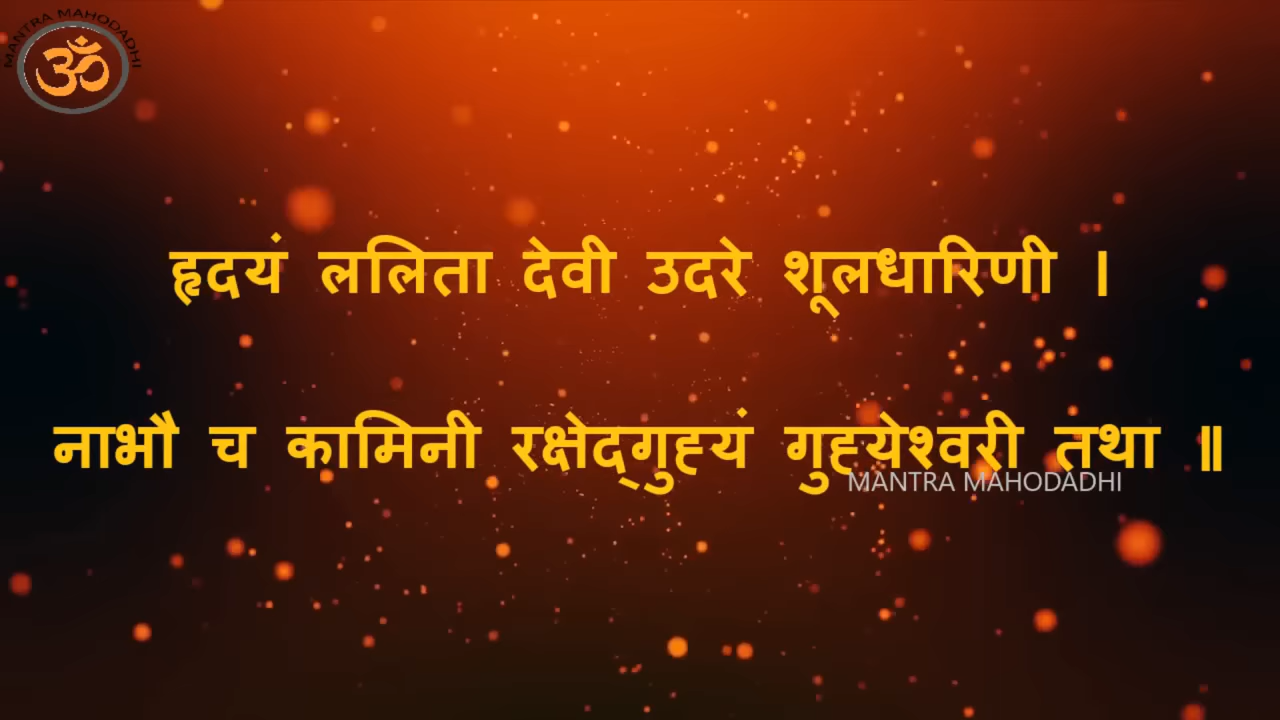 MANTRA MAHODADHI
ॐ
हृदयं ललिता देवी उदरे शूलधारिणी ।
नाभौ च कामिनी रक्षेद्‌गुह्यं गुह्येश्वरी तथा ॥
MANTRA MAHODADHI